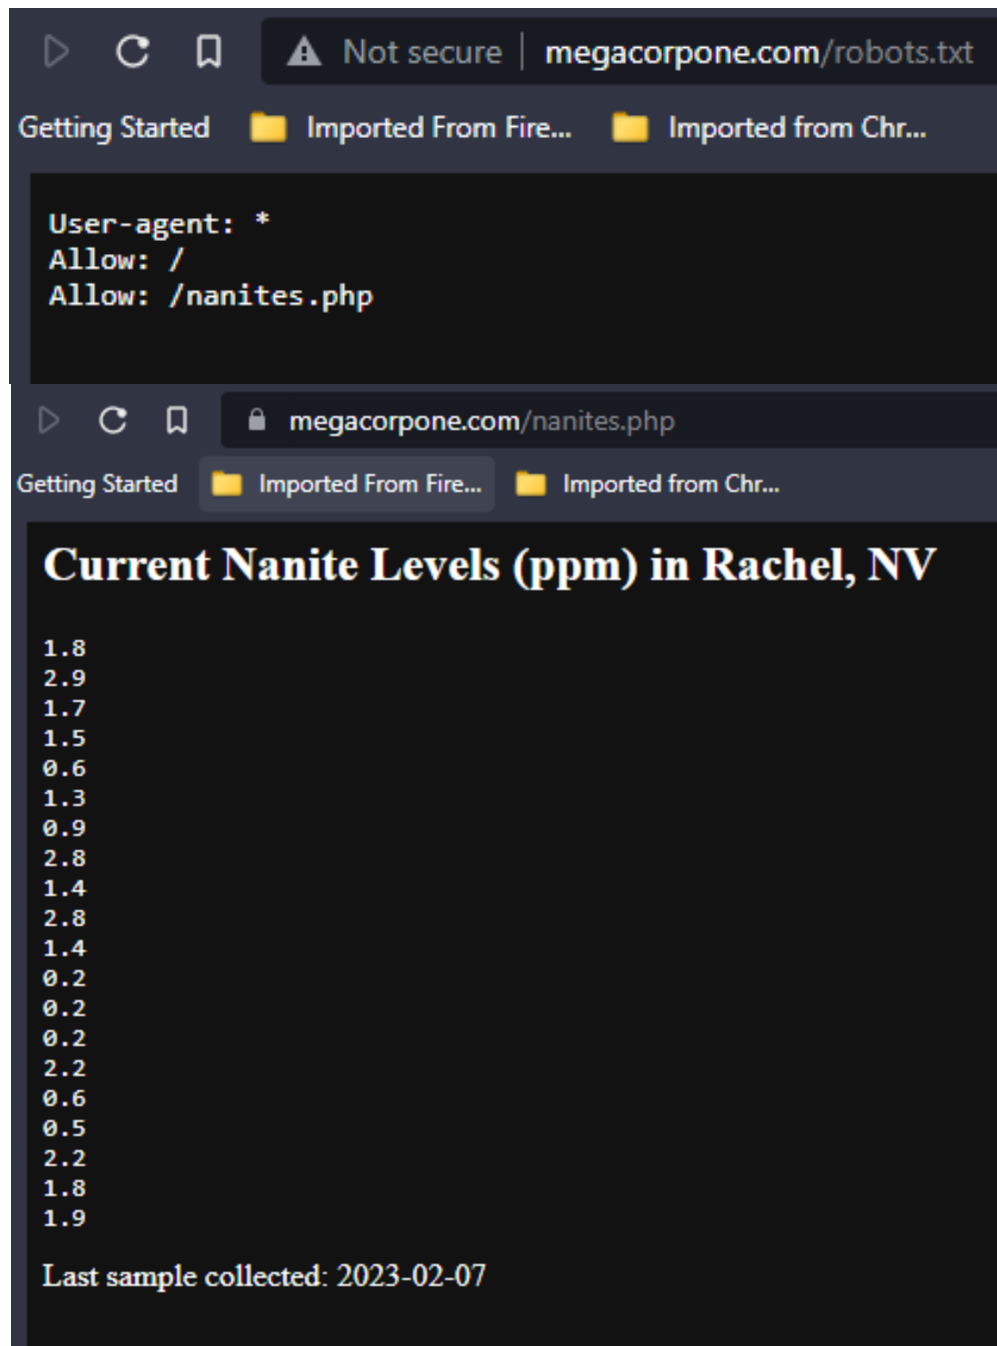 Not secure | megacorpone.com/robots.txt
Getting Started Imported From Fire... Imported from Chr...
User-agent: *
Allow: /
Allow: /nanites.php
megacorpone.com/nanites.php
Getting Started Imported From Fire... Imported from Chr...
Current Nanite Levels (ppm) in Rachel, NV
1.8
2.9
1.7
1.5
0.6
1.3
0.9
2.8
1.4
2.8
1.4
0.2
0.2
0.2
2.2
0.6
0.5
2.2
1.8
1.9
Last sample collected: 2023-02-07